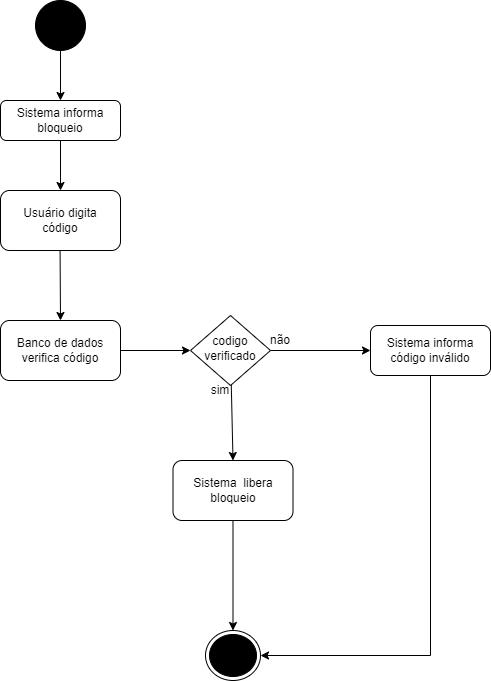 Sistema informa
bloqueio
Usuário digita
código
Banco de dados
verifica código
codigo
verificado
não
Sistema informa
código inválido
sim
Sistema  libera
bloqueio